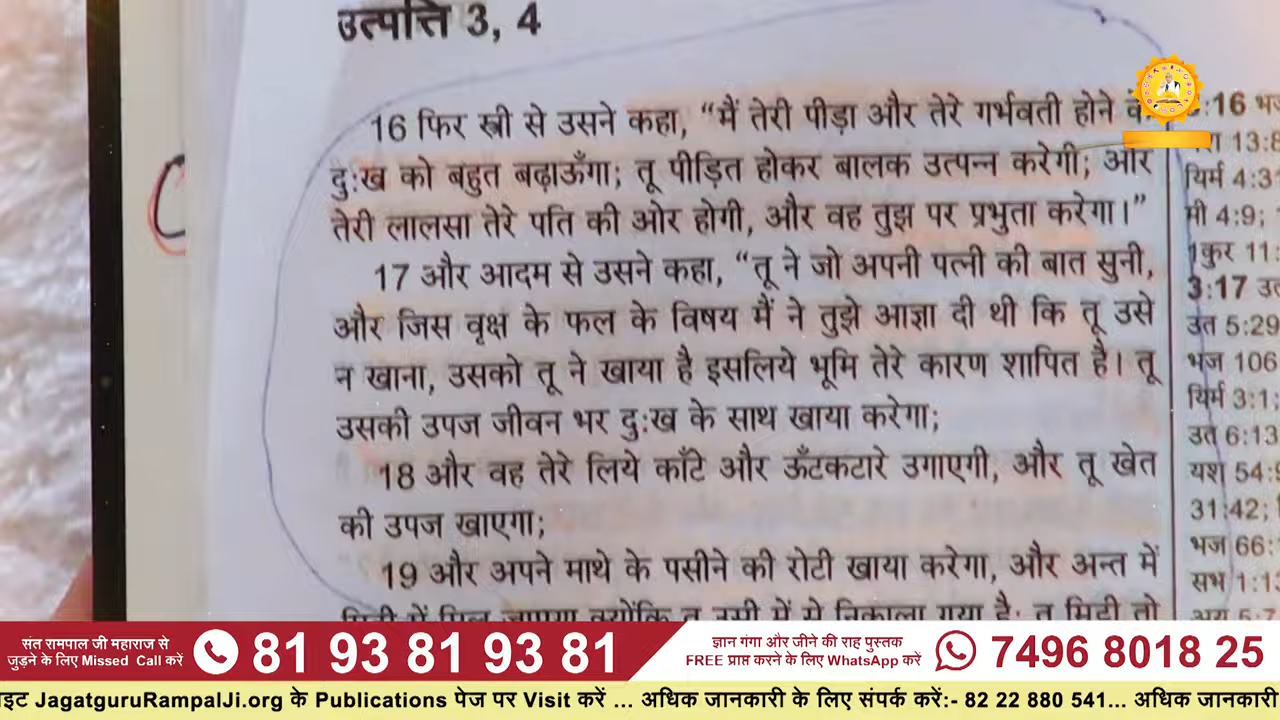 उत्पत्ति 3, 4
16 फिर स्त्री से उसने कहा, “मैं तेरी पीड़ा और तेरे गर्भवती होने के
दुःख को बहुत बढ़ाऊँगा; तू पीड़ित होकर बालक उत्पन्न करेगी; और
तेरी लालसा तेरे पति की ओर होगी, और वह तुझ पर प्रभुता करेगा।”
17 और आदम से उसने कहा, “तू ने जो अपनी पत्नी की बात सुनी,
और जिस वृक्ष के फल के विषय मैं ने तुझे आज्ञा दी थी कि तू उसे
न खाना, उसको तू ने खाया है इसलिये भूमि तेरे कारण शापित है। तू
उसकी उपज जीवन भर दुःख के साथ खाया करेगा;
18 और वह तेरे लिये काँटे और ऊँटकटारे उगाएगी, और तू खेत
की उपज खाएगा;
19 और अपने माथे के पसीने की रोटी खाया करेगा, और अन्त में
:16
13:8
यिर्म 4:3
मी 4:9;
1कुर 11:
3:17 उत
उत 5:29
भज 106
यिर्म 3:1;
उत 6:13
यश 54:
31:42;
भज 66:
सभ 1:13
संत रामपाल जी महाराज से
जुड़ने के लिए Missed Call करें
81 93 81 93 81
ज्ञान गंगा और जीने की राह पुस्तक
FREE प्राप्त करने के लिए WhatsApp करें
7496 8018 25
इट JagatguruRampalJi.org के Publications पेज पर Visit करें ... अधिक जानकारी के लिए संपर्क करें:- 82 22 880 541... अधिक जानकारी